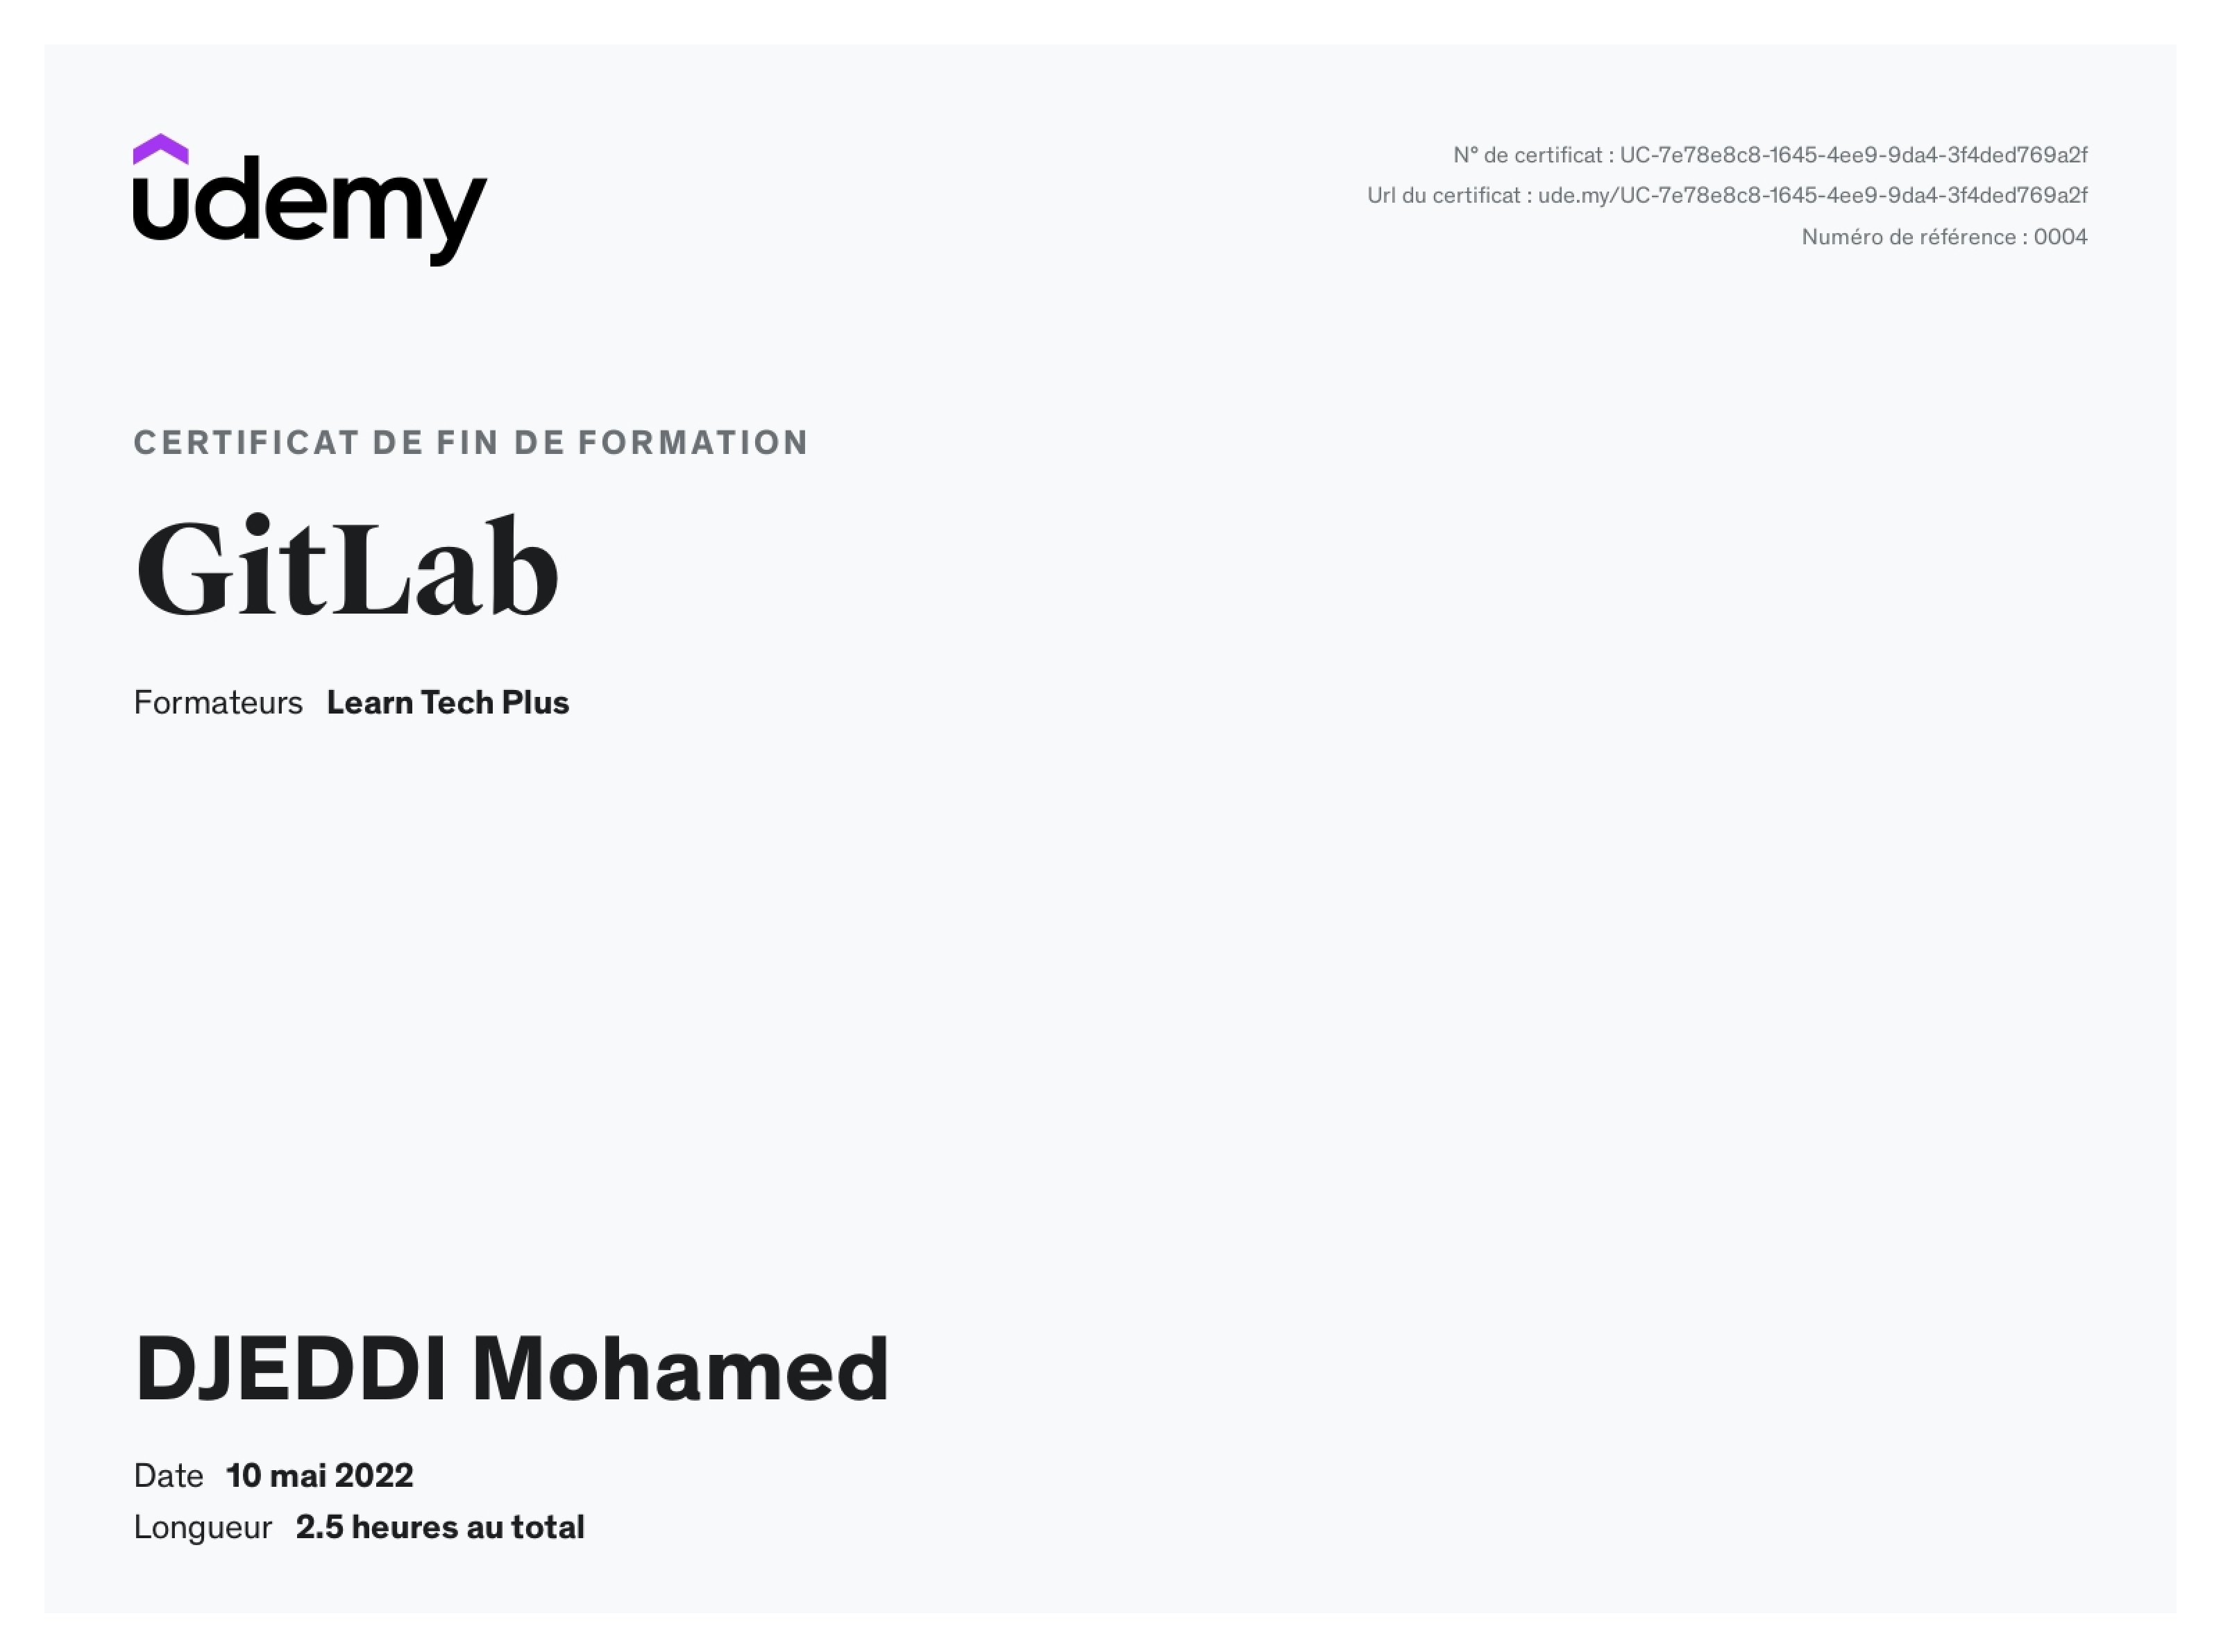 udemy
N° de certificat : UC-7e78e8c8-1645-4ee9-9da4-3f4ded769a2f
Url du certificat : ude.my/UC-7e78e8c8-1645-4ee9-9da4-3f4ded769a2f
Numéro de référence : 0004
CERTIFICAT DE FIN DE FORMATION
GitLab
Formateurs Learn Tech Plus
DJEDDI Mohamed
Date 10 mai 2022
Longueur 2.5 heures au total